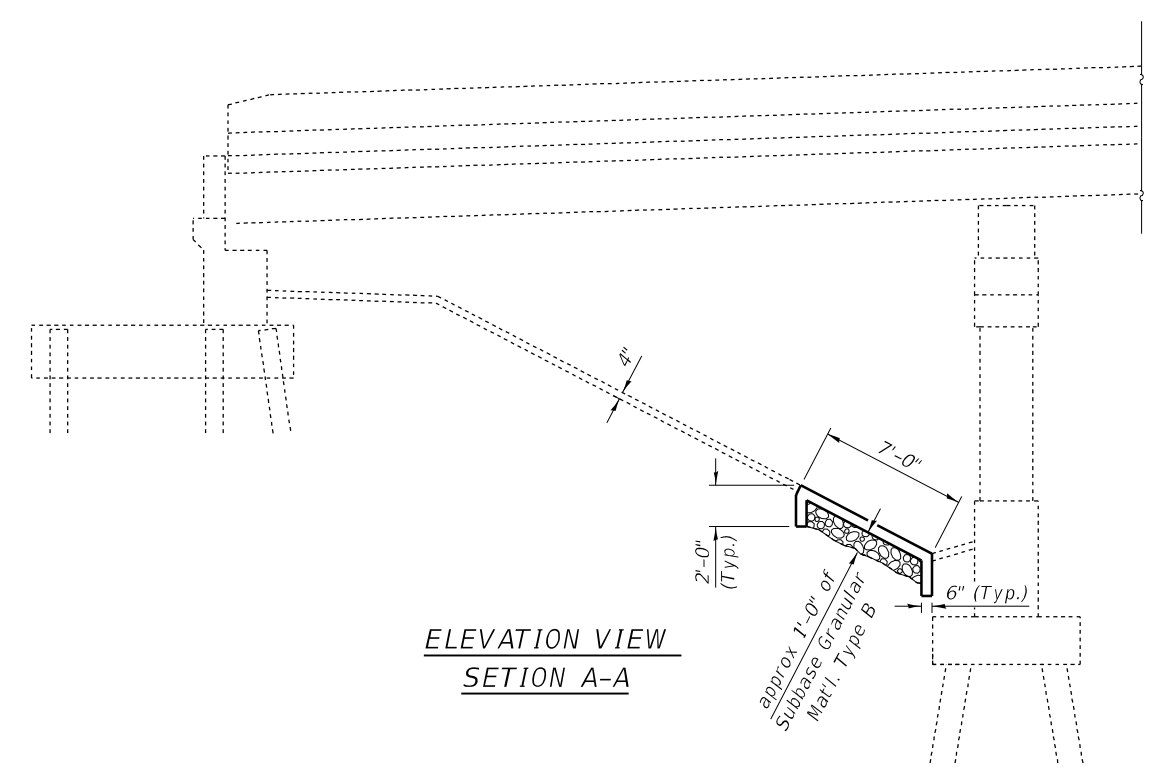 4"
7'-0"
2'-0"
(Typ.)
6" (Typ.)
approx 1'-0" of
Subbase Granular
Mat'l. Type B
ELEVATION VIEW
SETION A-A